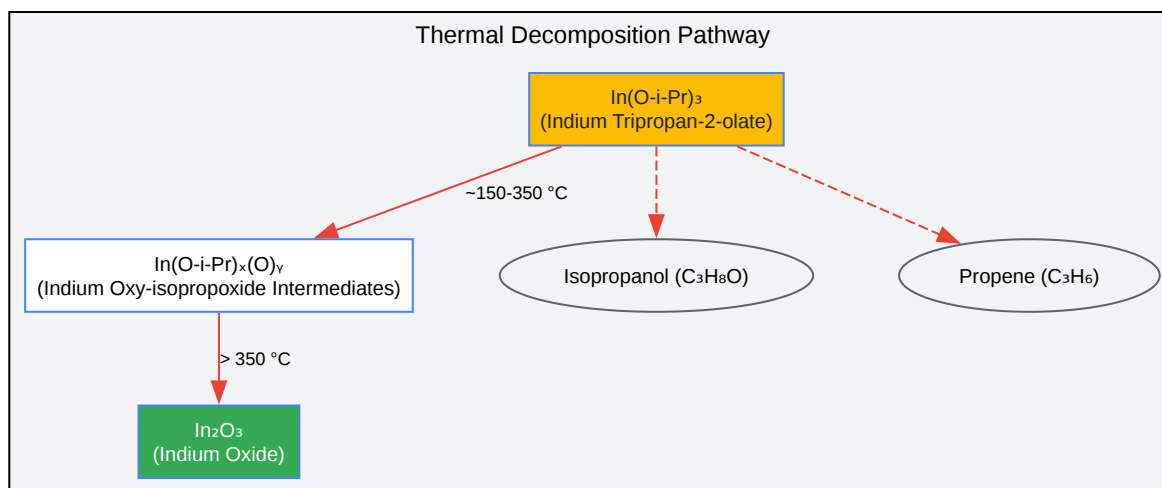 Thermal Decomposition Pathway
In(O-i-Pr)₃
(Indium Tripropan-2-olate)
~150-350 °C
In(O-i-Pr)ₓ(O)ᵧ
(Indium Oxy-isopropoxide Intermediates)
Isopropanol (C₃H₈O)
Propene (C₃H₆)
> 350 °C
In₂O₃
(Indium Oxide)